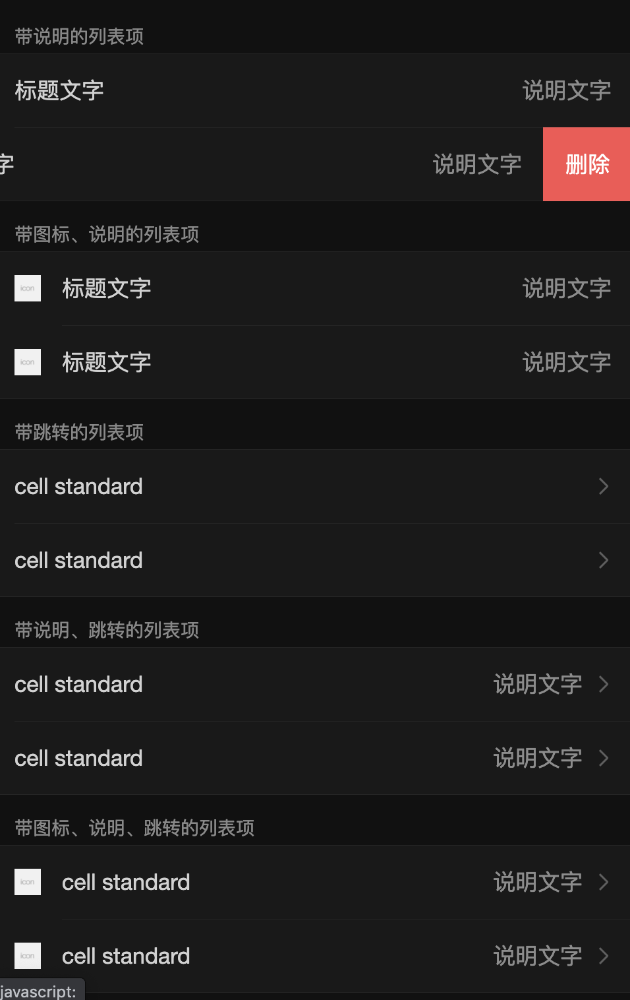 带说明的列表项
标题文字 说明文字
字 说明文字 删除
带图标、说明的列表项
icon 标题文字 说明文字
icon 标题文字 说明文字
带跳转的列表项
cell standard
cell standard
带说明、跳转的列表项
cell standard 说明文字
cell standard 说明文字
带图标、说明、跳转的列表项
icon cell standard 说明文字
icon cell standard 说明文字
javascript: